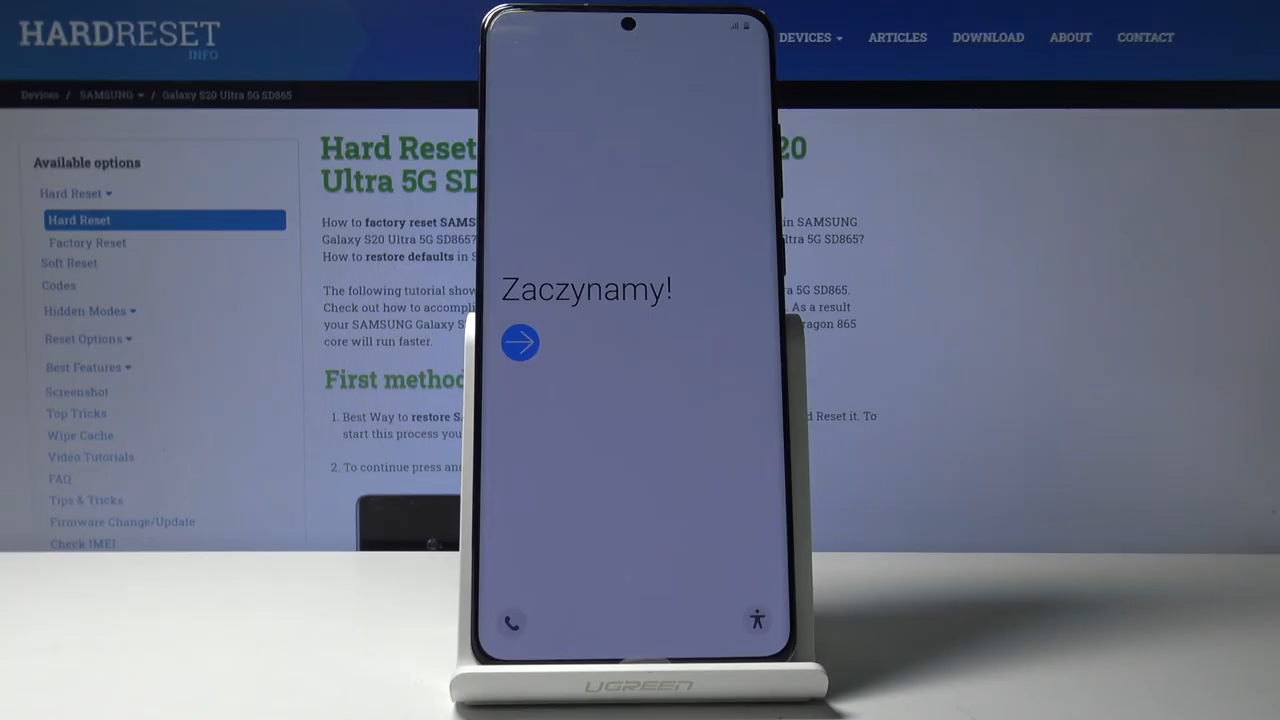 HARDRESET
INFO
DEVICES
ARTICLES
DOWNLOAD
ABOUT
CONTACT
Devices / SAMSUNG / Galaxy S20 Ultra 5G SD865
Available options
Hard Reset
Hard Reset
Factory Reset
Soft Reset
Codes
Hidden Modes
Reset Options
Best Features
Screenshot
Top Tricks
Wipe Cache
Video Tutorials
FAQ
Tips & Tricks
Firmware Change/Update
Check IMEI
Hard Reset 20
Ultra 5G SD
How to factory reset SAMS in SAMSUNG
Galaxy S20 Ultra 5G SD865? ltra 5G SD865?
How to restore defaults in S
The following tutorial show a 5G SD865.
Check out how to accompli As a result
your SAMSUNG Galaxy S ragon 865
core will run faster.
First method
1. Best Way to restore S d Reset it. To
start this process you
2. To continue press and
Zaczynamy!
UGREEN